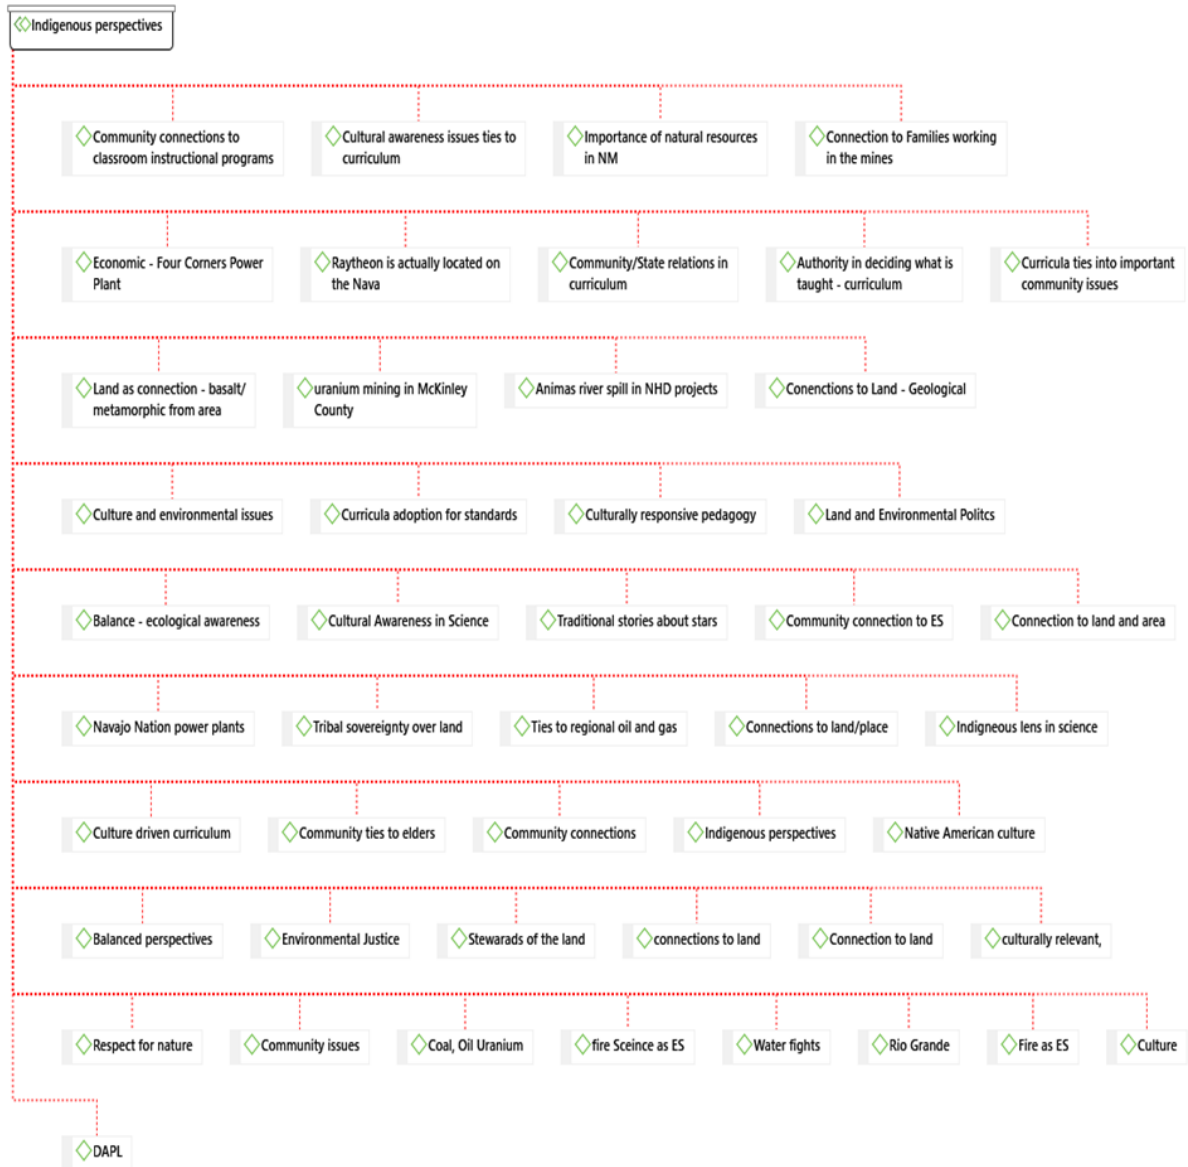 Indigenous perspectives
Community connections to
classroom instructional programs
Cultural awareness issues ties to
curriculum
Importance of natural resources
in NM
Connection to Families working
in the mines
Economic - Four Corners Power
Plant
Raytheon is actually located on
the Nava
Community/State relations in
curriculum
Authority in deciding what is
taught - curriculum
Curricula ties into important
community issues
Land as connection - basalt/
metamorphic from area
uranium mining in McKinley
County
Animas river spill in NHD projects
Conenctions to Land - Geological
Culture and environmental issues
Curricula adoption for standards
Culturally responsive pedagogy
Land and Environmental Politcs
Balance - ecological awareness
Cultural Awareness in Science
Traditional stories about stars
Community connection to ES
Connection to land and area
Navajo Nation power plants
Tribal sovereignty over land
Ties to regional oil and gas
Connections to land/place
Indigneous lens in science
Culture driven curriculum
Community ties to elders
Community connections
Indigenous perspectives
Native American culture
Balanced perspectives
Environmental Justice
Stewarads of the land
connections to land
Connection to land
culturally relevant,
Respect for nature
Community issues
Coal, Oil Uranium
fire Sceince as ES
Water fights
Rio Grande
Fire as ES
Culture
DAPL